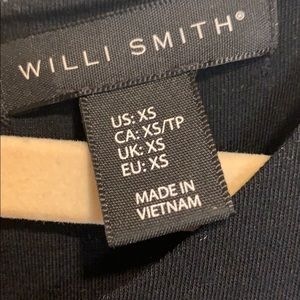 WILLI SMITH®
US: XS
CA: XS/TP
UK: XS
EU: XS
MADE IN
VIETNAM